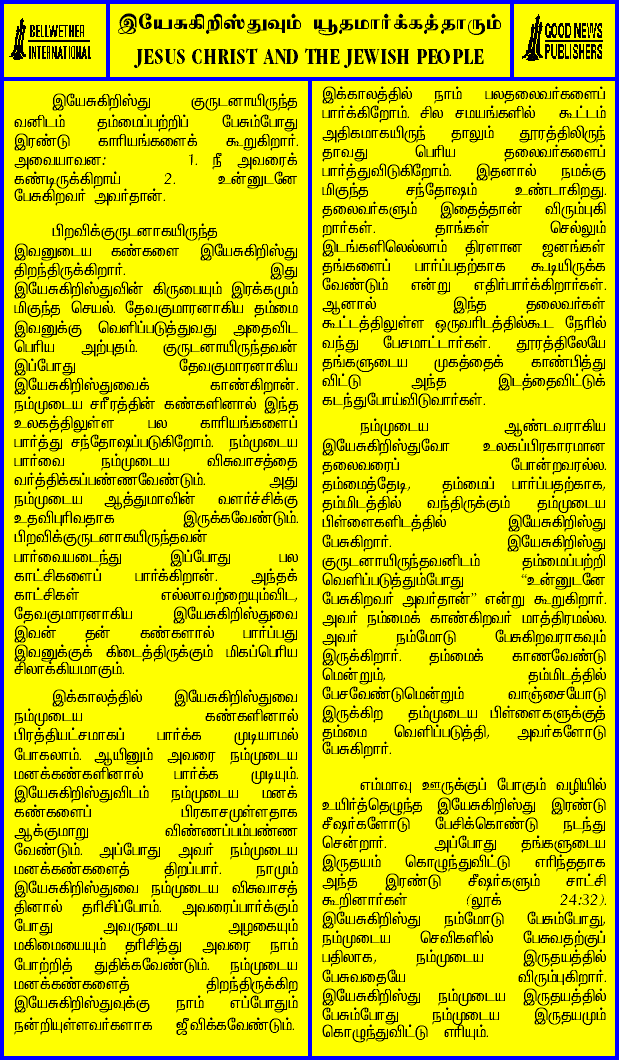 BELLWETHER
INTERNATIONAL
இயேசுகிறிஸ்துவும் யூதமார்க்கத்தாரும்
JESUS CHRIST AND THE JEWISH PEOPLE
GOOD NEWS
PUBLISHERS
இயேசுகிறிஸ்து குருடனாயிருந்த
வனிடம் தம்மைப்பற்றிப் பேசும்போது
இரண்டு காரியங்களைக் கூறுகிறார்.
அவையாவன: 1. நீ அவரைக்
கண்டிருக்கிறாய் 2. உன்னுடனே
பேசுகிறவர் அவர்தான்.
பிறவிக்குருடனாகயிருந்த
இவனுடைய கண்களை இயேசுகிறிஸ்து
திறந்திருக்கிறார். இது
இயேசுகிறிஸ்துவின் கிருபையும் இரக்கமும்
மிகுந்த செயல். தேவகுமாரனாகிய தம்மை
இவனுக்கு வெளிப்படுத்துவது அதைவிட
பெரிய அற்புதம். குருடனாயிருந்தவன்
இப்போது தேவகுமாரனாகிய
இயேசுகிறிஸ்துவைக் காண்கிறான்.
நம்முடைய சரீரத்தின் கண்களினால் இந்த
உலகத்திலுள்ள பல காரியங்களைப்
பார்த்து சந்தோஷப்படுகிறோம். நம்முடைய
பார்வை நம்முடைய விசுவாசத்தை
வர்த்திக்கப்பண்ணவேண்டும். அது
நம்முடைய ஆத்துமாவின் வளர்ச்சிக்கு
உதவிபுரிவதாக இருக்கவேண்டும்.
பிறவிக்குருடனாகயிருந்தவன்
பார்வையடைந்து இப்போது பல
காட்சிகளைப் பார்க்கிறான். அந்தக்
காட்சிகள் எல்லாவற்றையும்விட,
தேவகுமாரனாகிய இயேசுகிறிஸ்துவை
இவன் தன் கண்களால் பார்ப்பது
இவனுக்குக் கிடைத்திருக்கும் மிகப்பெரிய
சிலாக்கியமாகும்.
இக்காலத்தில் இயேசுகிறிஸ்துவை
நம்முடைய கண்களினால்
பிரத்தியட்சமாகப் பார்க்க முடியாமல்
போகலாம். ஆயினும் அவரை நம்முடைய
மனக்கண்களினால் பார்க்க முடியும்.
இயேசுகிறிஸ்துவிடம் நம்முடைய மனக்
கண்களைப் பிரகாசமுள்ளதாக
ஆக்குமாறு விண்ணப்பம்பண்ண
வேண்டும். அப்போது அவர் நம்முடைய
மனக்கண்களைத் திறப்பார். நாமும்
இயேசுகிறிஸ்துவை நம்முடைய விசுவாசத்
தினால் தரிசிப்போம். அவரைப்பார்க்கும்
போது அவருடைய அழகையும்
மகிமையையும் தரிசித்து அவரை நாம்
போற்றித் துதிக்கவேண்டும். நம்முடைய
மனக்கண்களைத் திறந்திருக்கிற
இயேசுகிறிஸ்துவுக்கு நாம் எப்போதும்
நன்றியுள்ளவர்களாக ஜீவிக்கவேண்டும்.
இக்காலத்தில் நாம் பலதலைவர்களைப்
பார்க்கிறோம். சில சமயங்களில் கூட்டம்
அதிகமாகயிருந் தாலும் தூரத்திலிருந்
தாவது பெரிய தலைவர்களைப்
பார்த்துவிடுகிறோம். இதனால் நமக்கு
மிகுந்த சந்தோஷம் உண்டாகிறது.
தலைவர்களும் இதைத்தான் விரும்புகி
றார்கள். தாங்கள் செல்லும்
இடங்களிலெல்லாம் திரளான ஜனங்கள்
தங்களைப் பார்ப்பதற்காக கூடியிருக்க
வேண்டும் என்று எதிர்பார்க்கிறார்கள்.
ஆனால் இந்த தலைவர்கள்
கூட்டத்திலுள்ள ஒருவரிடத்தில்கூட நேரில்
வந்து பேசமாட்டார்கள். தூரத்திலேயே
தங்களுடைய முகத்தைக் காண்பித்து
விட்டு அந்த இடத்தைவிட்டுக்
கடந்துபோய்விடுவார்கள்.
நம்முடைய ஆண்டவராகிய
இயேசுகிறிஸ்துவோ உலகப்பிரகாரமான
தலைவரைப் போன்றவரல்ல.
தம்மைத்தேடி, தம்மைப் பார்ப்பதற்காக,
தம்மிடத்தில் வந்திருக்கும் தம்முடைய
பிள்ளைகளிடத்தில் இயேசுகிறிஸ்து
பேசுகிறார். இயேசுகிறிஸ்து
குருடனாயிருந்தவனிடம் தம்மைப்பற்றி
வெளிப்படுத்தும்போது “உன்னுடனே
பேசுகிறவர் அவர்தான்” என்று கூறுகிறார்.
அவர் நம்மைக் காண்கிறவர் மாத்திரமல்ல.
அவர் நம்மோடு பேசுகிறவராகவும்
இருக்கிறார். தம்மைக் காணவேண்டு
மென்றும், தம்மிடத்தில்
பேசவேண்டுமென்றும் வாஞ்சையோடு
இருக்கிற தம்முடைய பிள்ளைகளுக்குத்
தம்மை வெளிப்படுத்தி, அவர்களோடு
பேசுகிறார்.
எம்மாவு ஊருக்குப் போகும் வழியில்
உயிர்த்தெழுந்த இயேசுகிறிஸ்து இரண்டு
சீஷர்களோடு பேசிக்கொண்டு நடந்து
சென்றார். அப்போது தங்களுடைய
இருதயம் கொழுந்துவிட்டு எரிந்ததாக
அந்த இரண்டு சீஷர்களும் சாட்சி
கூறினார்கள் (லூக் 24:32).
இயேசுகிறிஸ்து நம்மோடு பேசும்போது,
நம்முடைய செவிகளில் பேசுவதற்குப்
பதிலாக, நம்முடைய இருதயத்தில்
பேசுவதையே விரும்புகிறார்.
இயேசுகிறிஸ்து நம்முடைய இருதயத்தில்
பேசும்போது நம்முடைய இருதயமும்
கொழுந்துவிட்டு எரியும்.